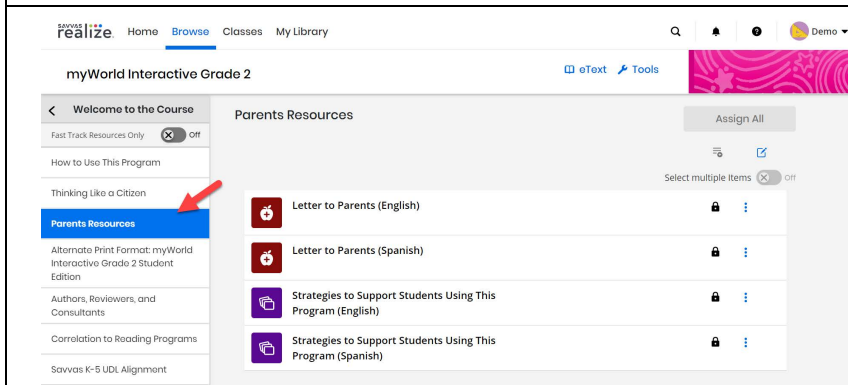 savvas
realize. Home Browse Classes My Library Demo
myWorld Interactive Grade 2 eText Tools
Welcome to the Course
Fast Track Resources Only Off
How to Use This Program
Thinking Like a Citizen
Parents Resources
Alternate Print Format: myWorld
Interactive Grade 2 Student
Edition
Authors, Reviewers, and
Consultants
Correlation to Reading Programs
Savvas K-5 UDL Alignment
Parents Resources
Assign All
Select multiple Items Off
Letter to Parents (English)
Letter to Parents (Spanish)
Strategies to Support Students Using This
Program (English)
Strategies to Support Students Using This
Program (Spanish)